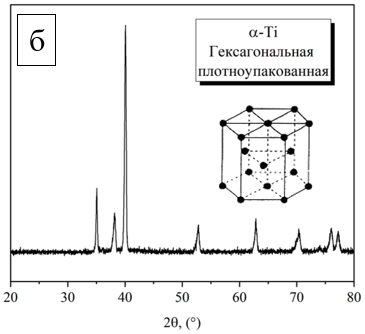 б
α-Ti
Гексагональная
плотноупакованная
20 30 40 50 60 70 80
2θ, (°)